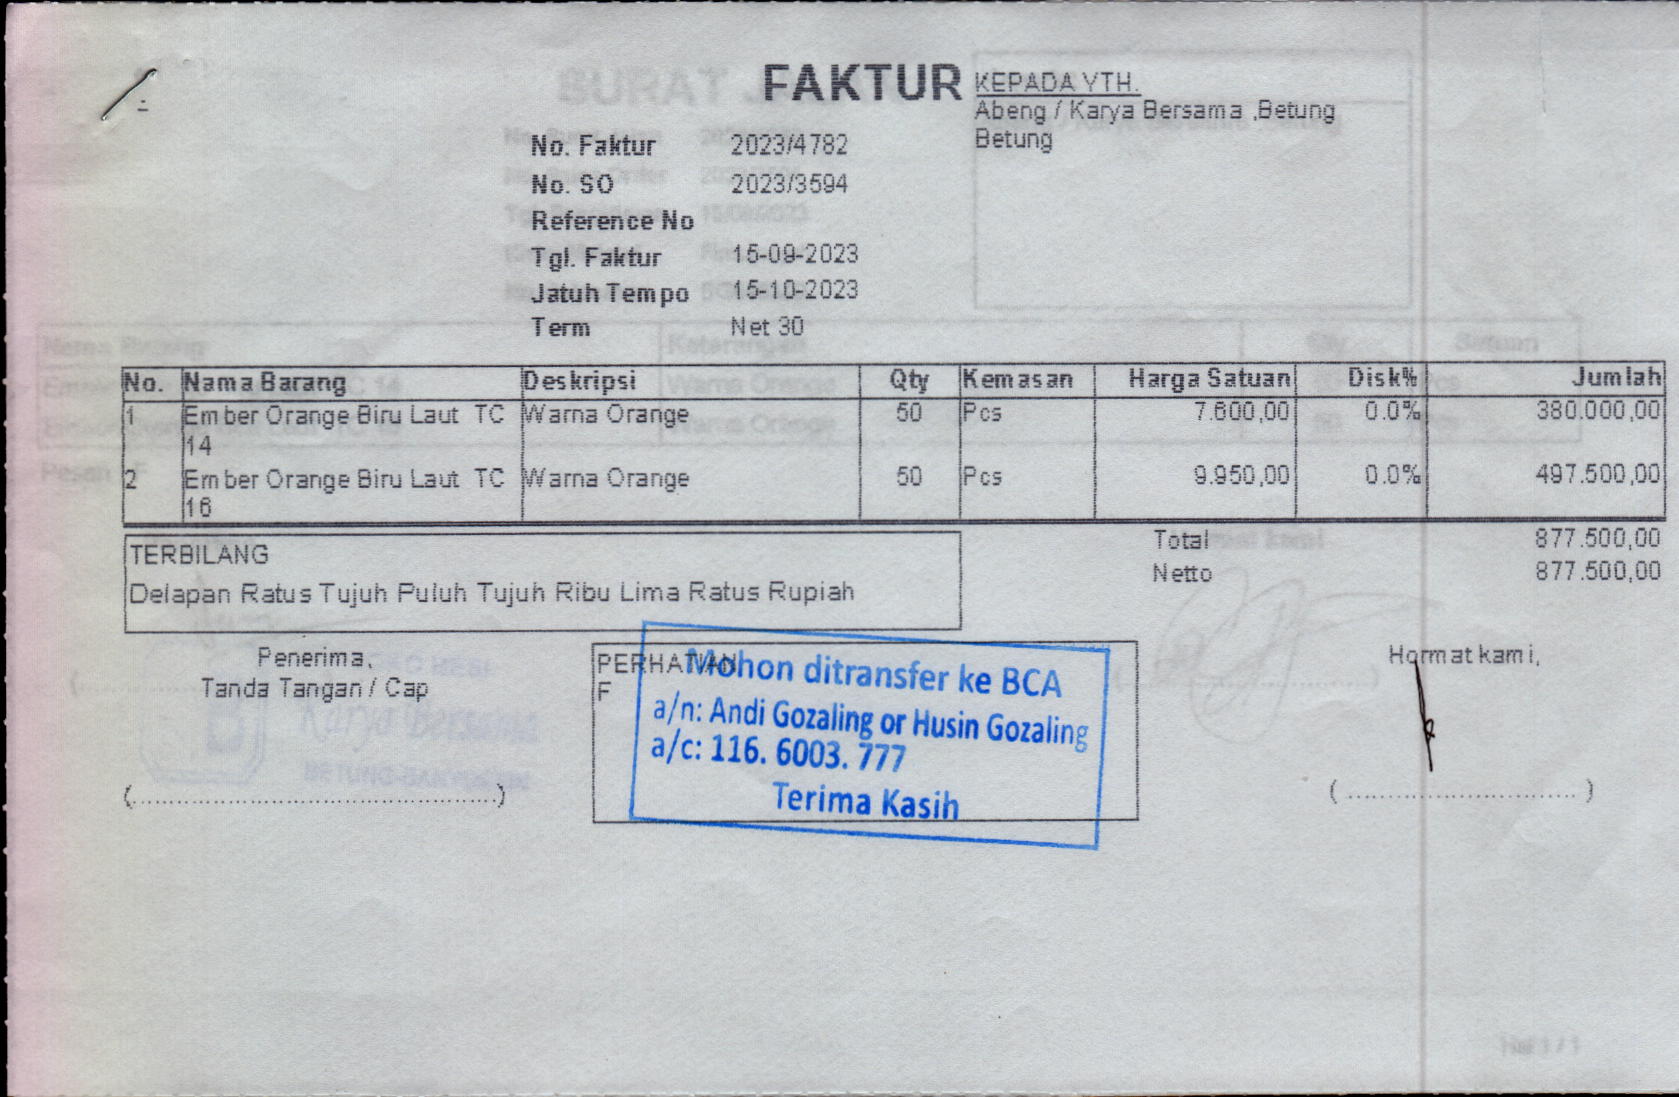 FAKTUR
KEPADA YTH.
Abeng / Karya Bersama ,Betung
Betung
No. Faktur 2023/4782
No. SO 2023/3594
Reference No
Tgl. Faktur 15-09-2023
Jatuh Tempo 15-10-2023
Term Net 30
No. Nama Barang Deskripsi Qty Kemasan Harga Satuan Disk% Jumlah
1 Ember Orange Biru Laut TC Warna Orange 50 Pcs 7.600,00 0.0% 380.000,00
14
2 Ember Orange Biru Laut TC Warna Orange 50 Pcs 9.950,00 0.0% 497.500,00
16
Total 877.500,00
Netto 877.500,00
TERBILANG
Delapan Ratus Tujuh Puluh Tujuh Ribu Lima Ratus Rupiah
Penerima,
Tanda Tangan / Cap
PERHATIAN
F
Mohon ditransfer ke BCA
a/n: Andi Gozaling or Husin Gozaling
a/c: 116. 6003. 777
Terima Kasih
Hormat kami,
Karya Bersama